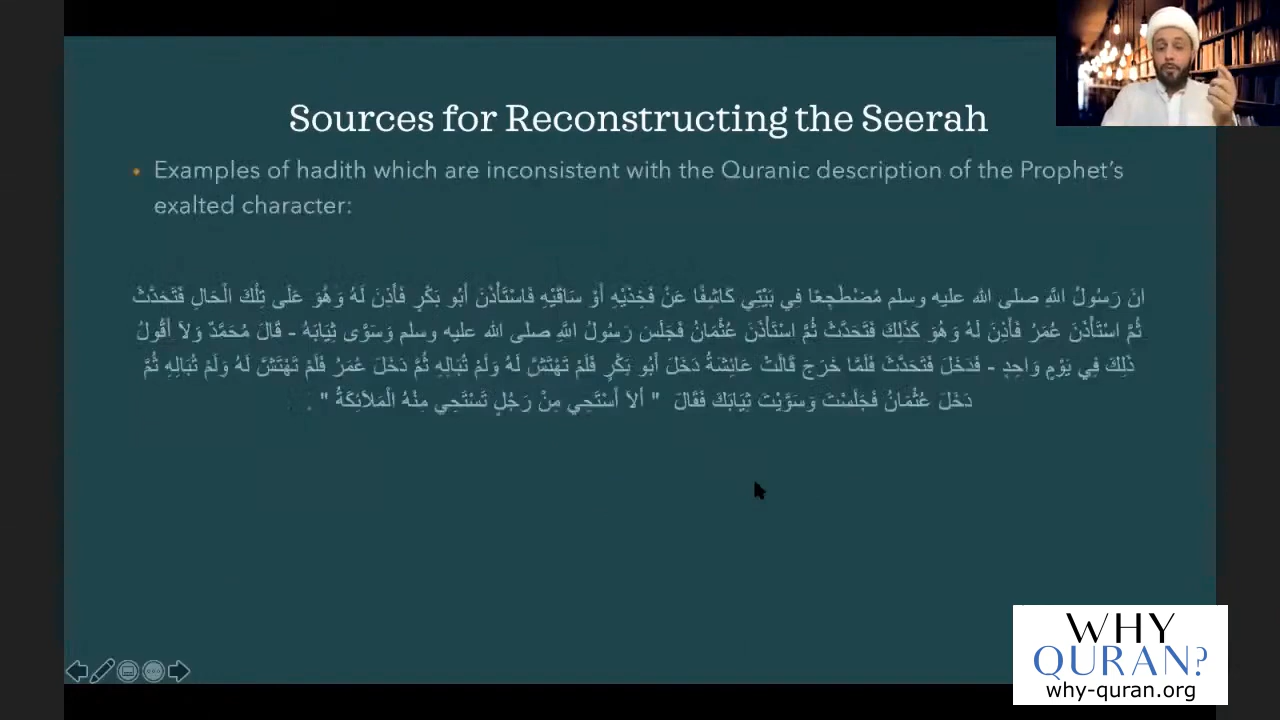 Sources for Reconstructing the Seerah
• Examples of hadith which are inconsistent with the Quranic description of the Prophet's
exalted character:
انَ رَسُولُ اللَّهِ صلى الله عليه وسلم مُضْطَجِعًا فِي بَيْتِي كَاشِفًا عَنْ فَخِذَيْهِ أَوْ سَاقَيْهِ فَاسْتَأْذَنَ أَبُو بَكْرٍ فَأَذِنَ لَهُ وَهُوَ عَلَى تِلْكَ الْحَالِ فَتَحَدَّثَ
ثُمَّ اسْتَأْذَنَ عُمَرُ فَأَذِنَ لَهُ وَهُوَ كَذَلِكَ فَتَحَدَّثَ ثُمَّ اسْتَأْذَنَ عُثْمَانُ فَجَلَسَ رَسُولُ اللَّهِ صلى الله عليه وسلم وَسَوَّى ثِيَابَهُ - قَالَ مُحَمَّدٌ وَلاَ أَقُولُ
ذَلِكَ فِي يَوْمٍ وَاحِدٍ - فَدَخَلَ فَتَحَدَّثَ فَلَمَّا خَرَجَ قَالَتْ عَائِشَةُ دَخَلَ أَبُو بَكْرٍ فَلَمْ تَهْتَشَّ لَهُ وَلَمْ تُبَالِهِ ثُمَّ دَخَلَ عُمَرُ فَلَمْ تَهْتَشَّ لَهُ وَلَمْ تُبَالِهِ ثُمَّ
دَخَلَ عُثْمَانُ فَجَلَسْتَ وَسَوَّيْتَ ثِيَابَكَ فَقَالَ " أَلاَ أَسْتَحِي مِنْ رَجُلٍ تَسْتَحِي مِنْهُ الْمَلاَئِكَةُ " .
WHY
QURAN?
why-quran.org